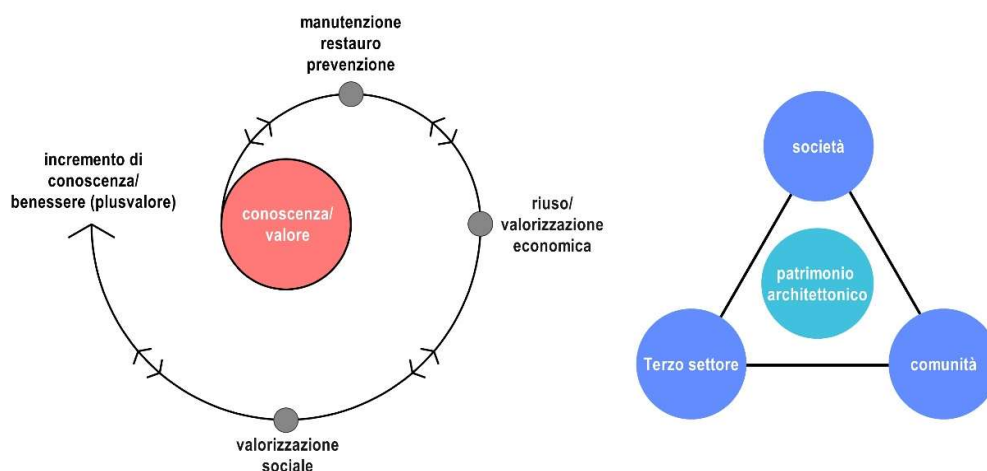 manutenzione
restauro
prevenzione
incremento di
conoscenza/
benessere (plusvalore)
conoscenza/
valore
riuso/
valorizzazione
economica
valorizzazione
sociale
società
patrimonio
architettonico
Terzo settore
comunità